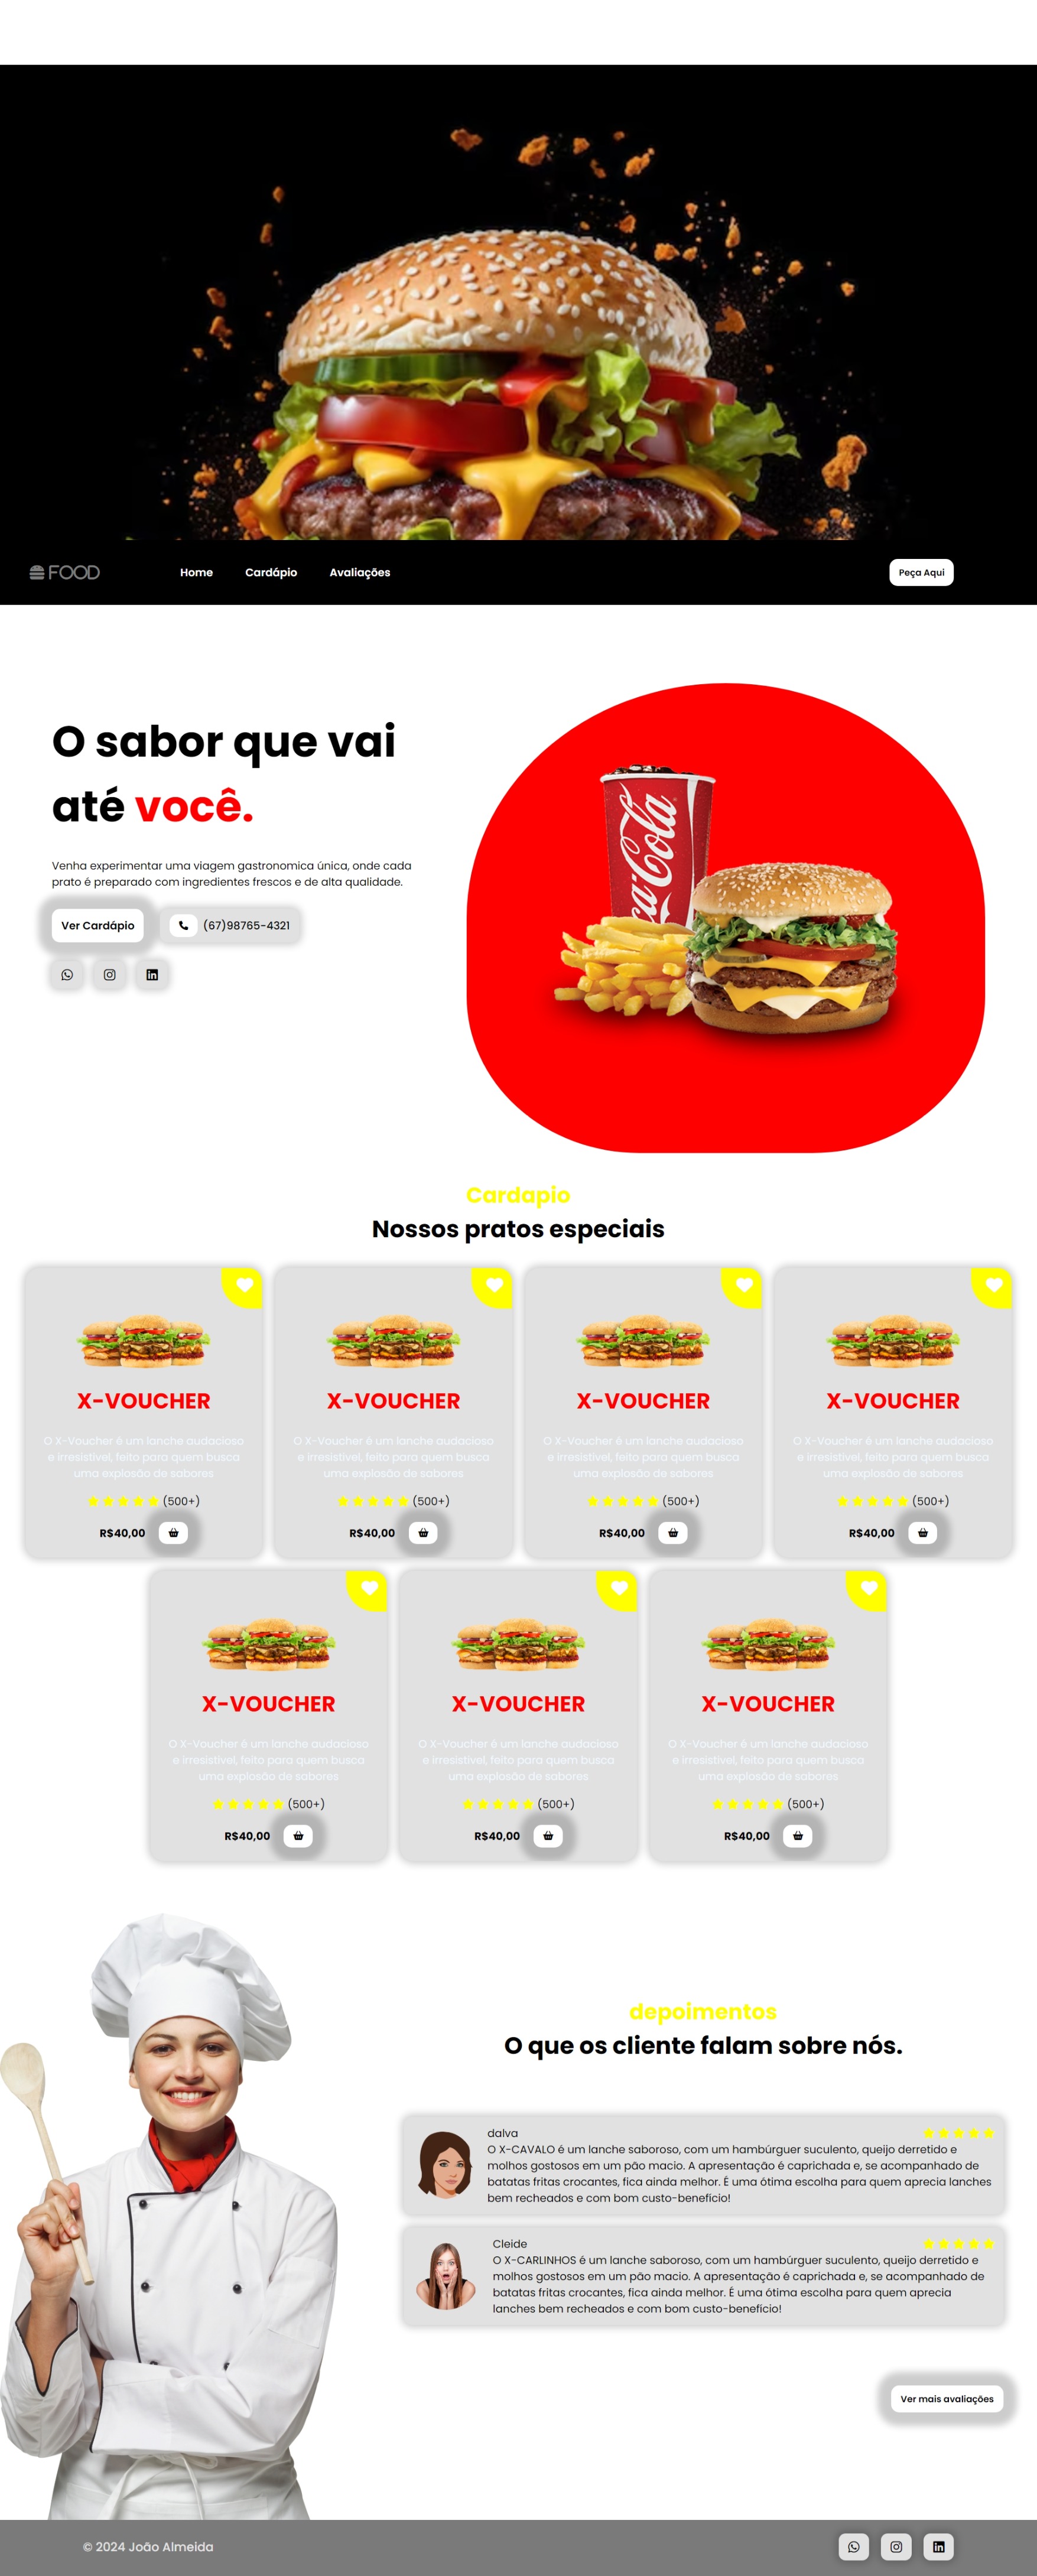 FOOD
Home
Cardápio
Avaliações
Peça Aqui
O sabor que vai
até você.
Venha experimentar uma viagem gastronomica única, onde cada
prato é preparado com ingredientes frescos e de alta qualidade.
Ver Cardápio
(67)98765-4321
Coca-Cola
Cardapio
Nossos pratos especiais
X-VOUCHER
O X-Voucher é um lanche audacioso
e irresistivel, feito para quem busca
uma explosão de sabores
(500+)
R$40,00
X-VOUCHER
O X-Voucher é um lanche audacioso
e irresistivel, feito para quem busca
uma explosão de sabores
(500+)
R$40,00
X-VOUCHER
O X-Voucher é um lanche audacioso
e irresistivel, feito para quem busca
uma explosão de sabores
(500+)
R$40,00
X-VOUCHER
O X-Voucher é um lanche audacioso
e irresistivel, feito para quem busca
uma explosão de sabores
(500+)
R$40,00
X-VOUCHER
O X-Voucher é um lanche audacioso
e irresistivel, feito para quem busca
uma explosão de sabores
(500+)
R$40,00
X-VOUCHER
O X-Voucher é um lanche audacioso
e irresistivel, feito para quem busca
uma explosão de sabores
(500+)
R$40,00
X-VOUCHER
O X-Voucher é um lanche audacioso
e irresistivel, feito para quem busca
uma explosão de sabores
(500+)
R$40,00
depoimentos
O que os cliente falam sobre nós.
dalva
O X-CAVALO é um lanche saboroso, com um hambúrguer suculento, queijo derretido e
molhos gostosos em um pão macio. A apresentação é caprichada e, se acompanhado de
batatas fritas crocantes, fica ainda melhor. É uma ótima escolha para quem aprecia lanches
bem recheados e com bom custo-benefício!
Cleide
O X-CARLINHOS é um lanche saboroso, com um hambúrguer suculento, queijo derretido e
molhos gostosos em um pão macio. A apresentação é caprichada e, se acompanhado de
batatas fritas crocantes, fica ainda melhor. É uma ótima escolha para quem aprecia
lanches bem recheados e com bom custo-benefício!
Ver mais avaliações
© 2024 João Almeida